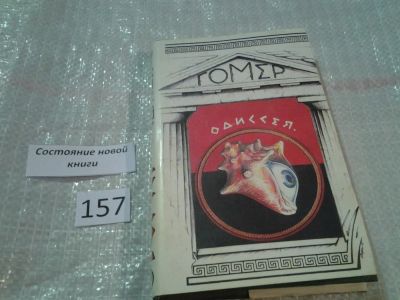 ГОМЕР
ОДИССЕЯ.
Состояние новой
книги
157